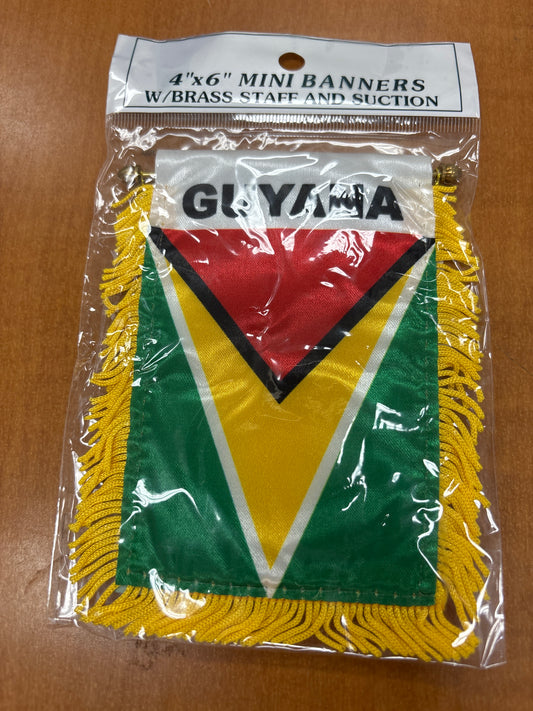 4"x6" MINI BANNERS
W/BRASS STAFF AND SUCTION
GUYANA